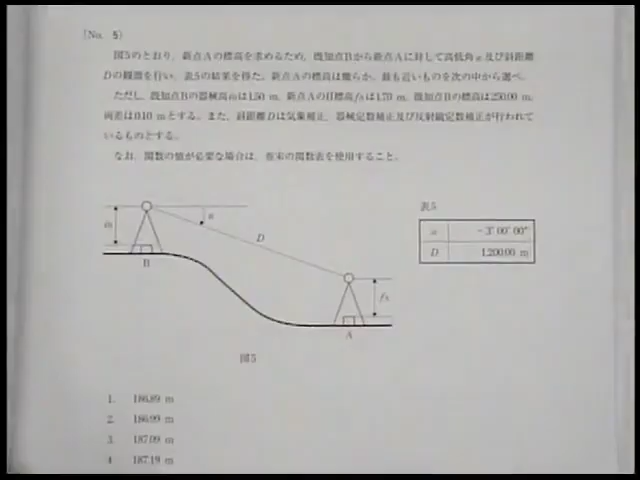 〔No. 5〕
図5のとおり、新点Aの標高を求めるため、既知点Bから新点Aに対して高低角α及び斜距離
Dの観測を行い、表5の結果を得た。新点Aの標高は幾らか。最も近いものを次の中から選べ。
ただし、既知点Bの器械高iBは1.50 m、新点Aの目標高fAは1.70 m、既知点Bの標高は250.00 m、
両差は0.10 mとする。また、斜距離Dは気象補正、器械定数補正及び反射鏡定数補正が行われて
いるものとする。
なお、関数の値が必要な場合は、巻末の関数表を使用すること。
表5
α －3°00′00″
D 1,200.00 m
iB
α
D
B
fA
A
図5
1. 186.89 m
2. 186.99 m
3. 187.09 m
4. 187.19 m